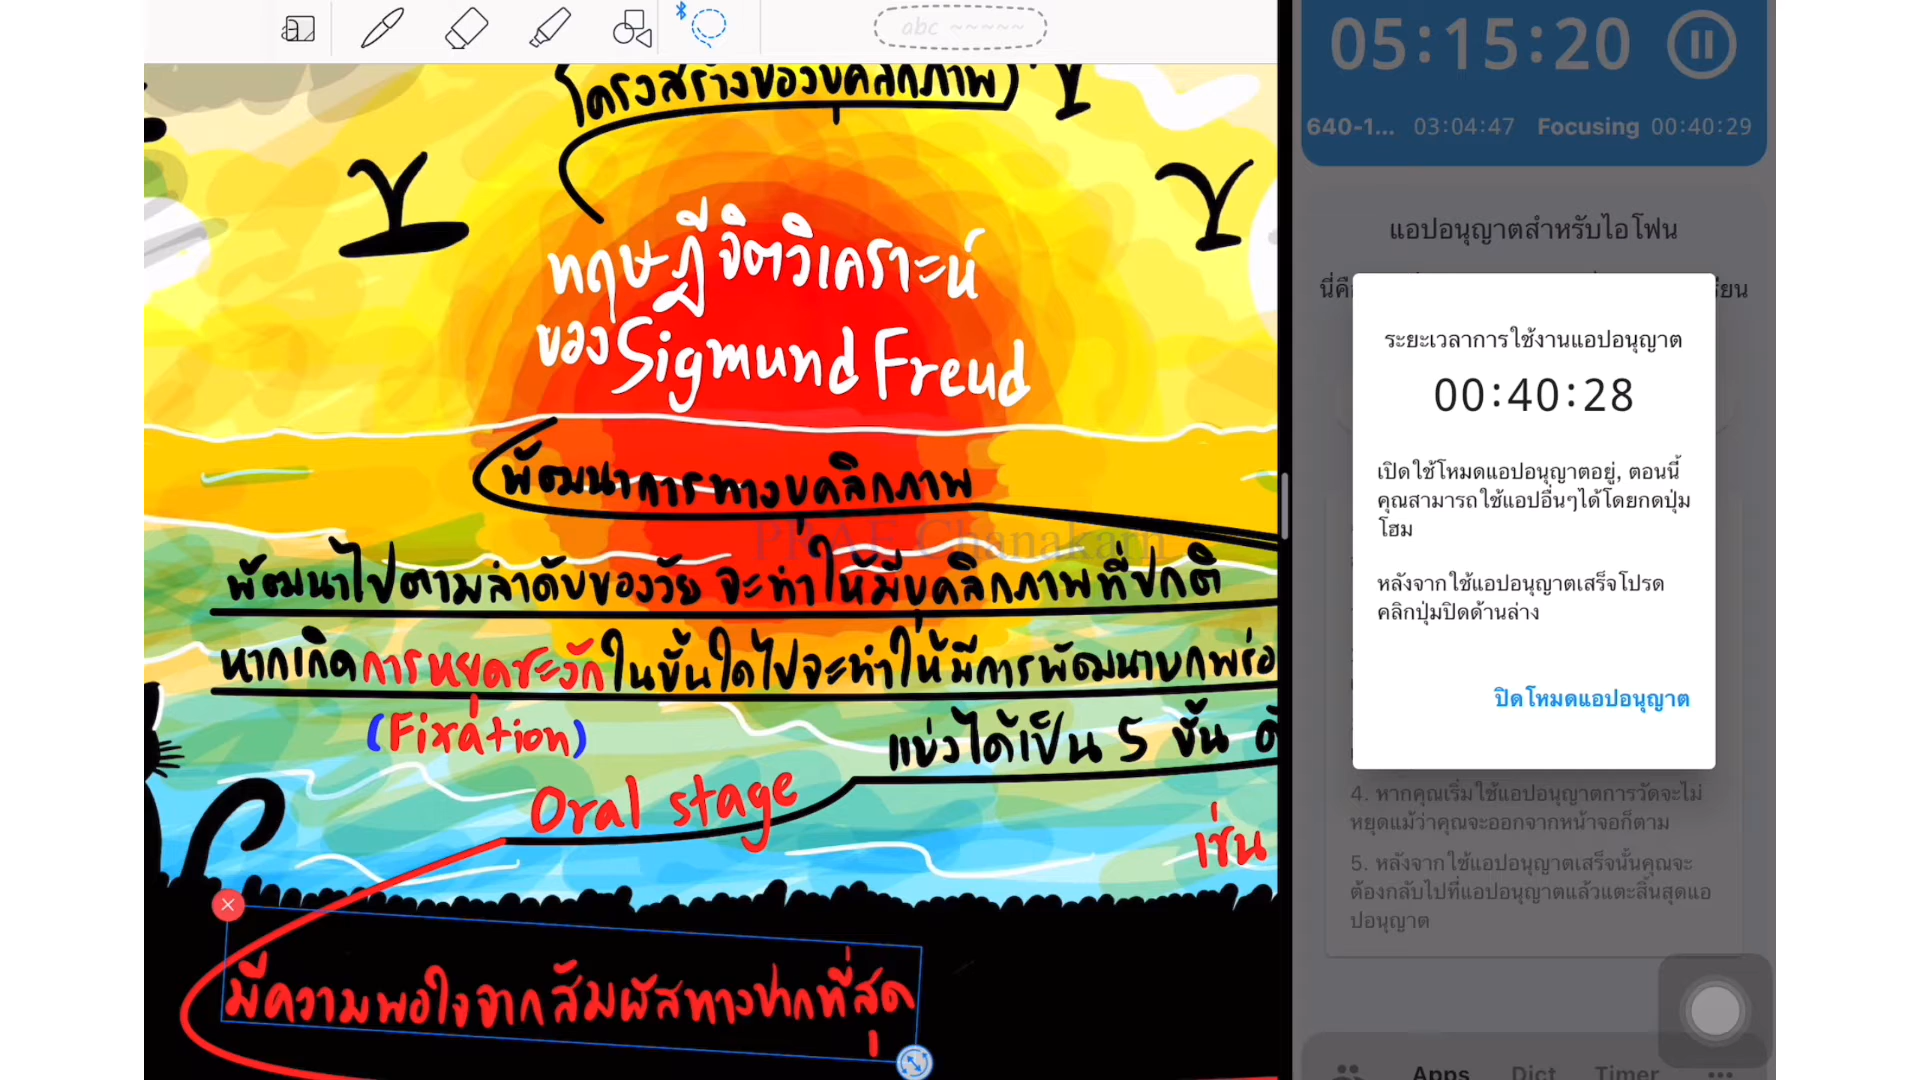 abc ~~~~~
โครงสร้างของบุคลิกภาพ
ทฤษฎีจิตวิเคราะห์
ของ Sigmund Freud
พัฒนาการทางบุคลิกภาพ
PRAE Chanakarn
พัฒนาไปตามลำดับของวัย จะทำให้มีบุคลิกภาพที่ปกติ
หากเกิดการหยุดชะงักในขั้นใดไปจะทำให้มีการพัฒนาบกพร่อ
(Fixation)
แบ่งได้เป็น 5 ขั้น
Oral stage
เช่น
มีความพอใจจากสัมผัสทางปากที่สุด
05:15:20
640-1... 03:04:47 Focusing 00:40:29
แอปอนุญาตสำหรับไอโฟน
นี่คือ
เรียน
ระยะเวลาการใช้งานแอปอนุญาต
00:40:28
เปิดใช้โหมดแอปอนุญาตอยู่, ตอนนี้
คุณสามารถใช้แอปอื่นๆได้โดยกดปุ่ม
โฮม
หลังจากใช้แอปอนุญาตเสร็จโปรด
คลิกปุ่มปิดด้านล่าง
ปิดโหมดแอปอนุญาต
4. หากคุณเริ่มใช้แอปอนุญาตการวัดจะไม่
หยุดแม้ว่าคุณจะออกจากหน้าจอก็ตาม
5. หลังจากใช้แอปอนุญาตเสร็จนั้นคุณจะ
ต้องกลับไปที่แอปอนุญาตแล้วแตะสิ้นสุดแอ
ปอนุญาต
Apps Dict Timer